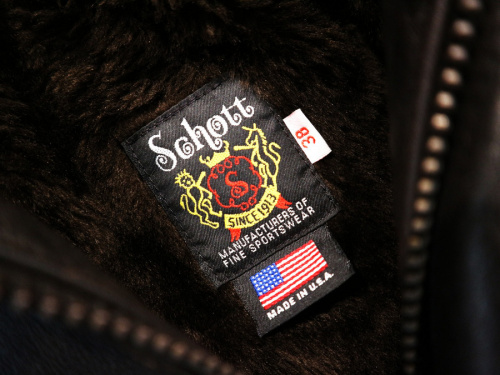 Schott
38
S
SINCE 1913
MANUFACTURERS OF
FINE SPORTSWEAR
MADE IN U.S.A.